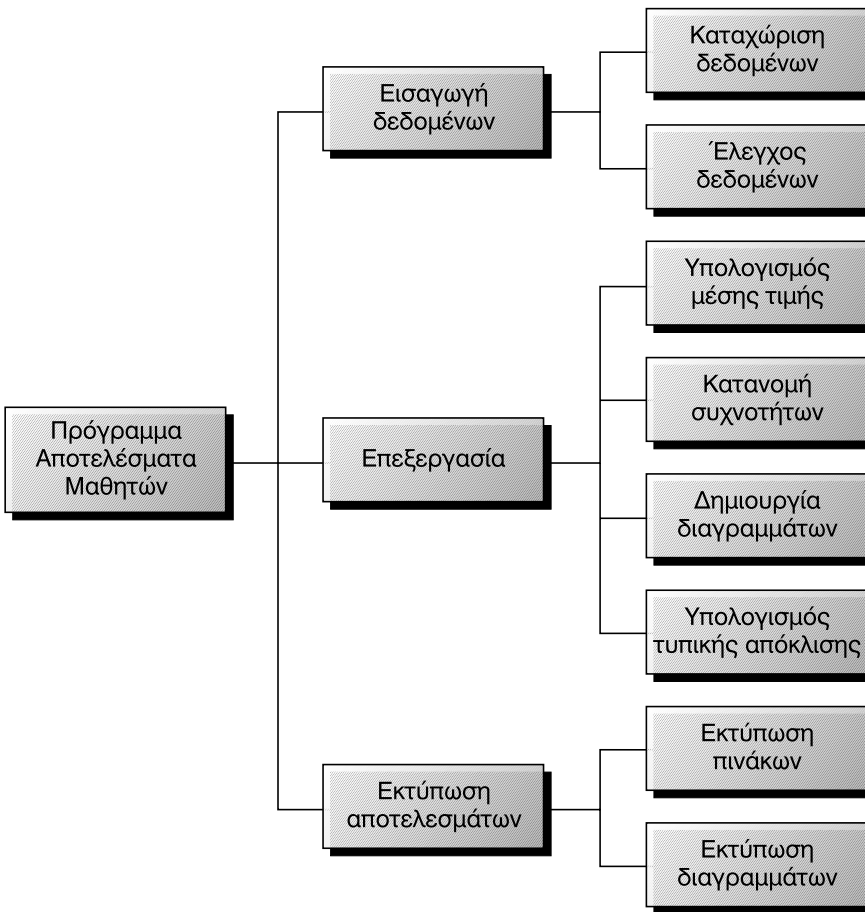 Πρόγραμμα
Αποτελέσματα
Μαθητών
Εισαγωγή
δεδομένων
Καταχώριση
δεδομένων
Έλεγχος
δεδομένων
Επεξεργασία
Υπολογισμός
μέσης τιμής
Κατανομή
συχνοτήτων
Δημιουργία
διαγραμμάτων
Υπολογισμός
τυπικής απόκλισης
Εκτύπωση
αποτελεσμάτων
Εκτύπωση
πινάκων
Εκτύπωση
διαγραμμάτων